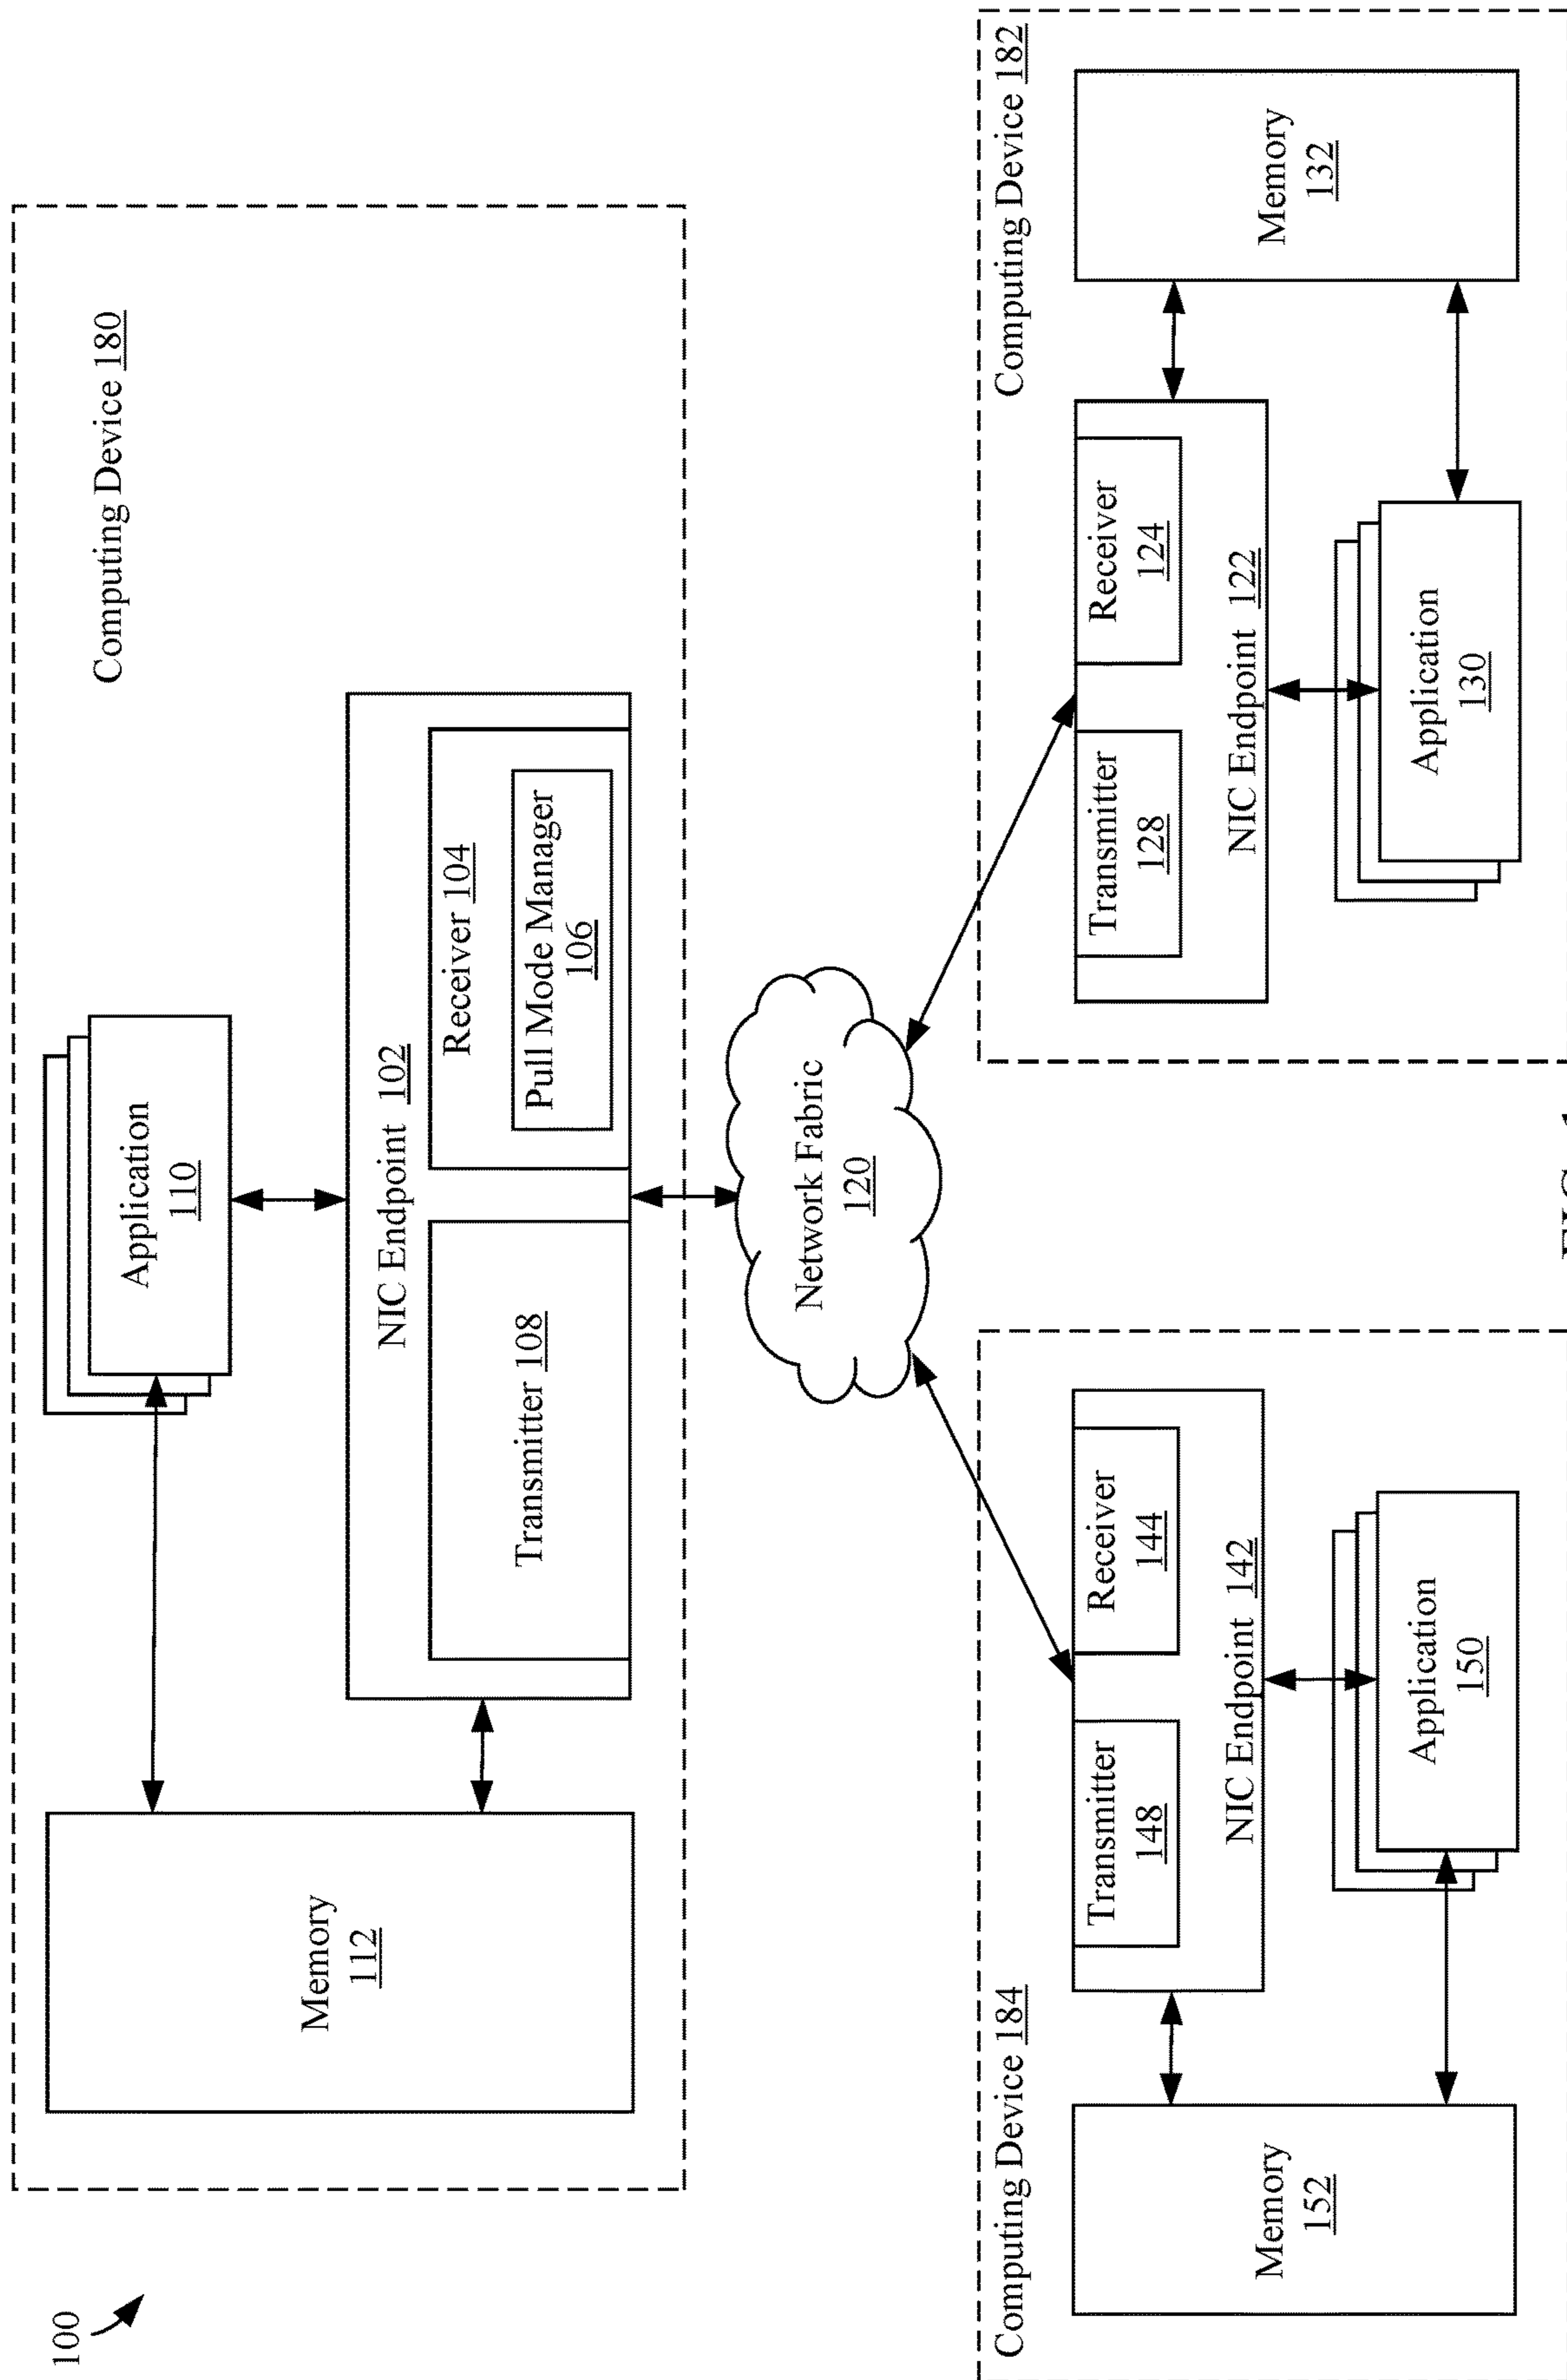 100
Computing Device 180
Application
110
Memory
112
NIC Endpoint 102
Transmitter 108
Receiver 104
Pull Mode Manager
106
Network Fabric
120
Computing Device 184
Memory
152
Transmitter
148
Receiver
144
NIC Endpoint 142
Application
150
Computing Device 182
Transmitter
128
Receiver
124
NIC Endpoint 122
Application
130
Memory
132